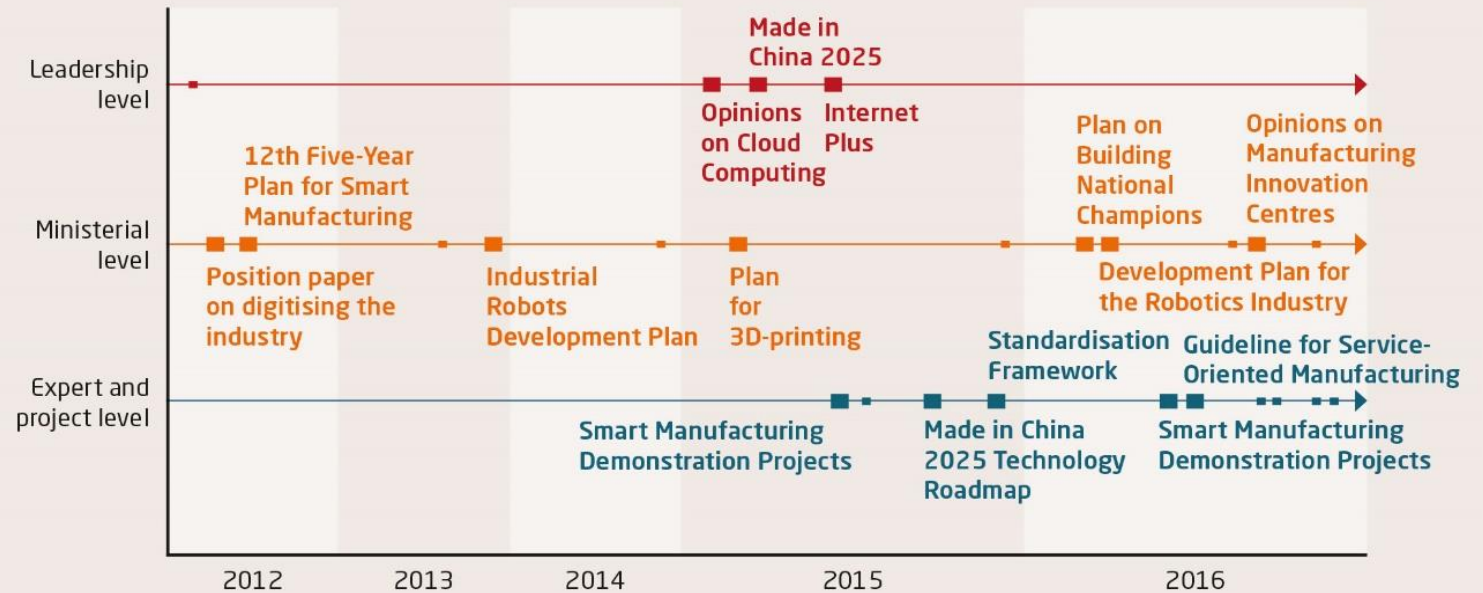 Leadership
level
Made in
China 2025
Opinions
on Cloud
Computing
Internet
Plus
Ministerial
level
12th Five-Year
Plan for Smart
Manufacturing
Position paper
on digitising the
industry
Industrial
Robots
Development Plan
Plan
for
3D-printing
Plan on
Building
National
Champions
Opinions on
Manufacturing
Innovation
Centres
Development Plan for
the Robotics Industry
Expert and
project level
Smart Manufacturing
Demonstration Projects
Made in China
2025 Technology
Roadmap
Standardisation
Framework
Guideline for Service-
Oriented Manufacturing
Smart Manufacturing
Demonstration Projects
2012
2013
2014
2015
2016